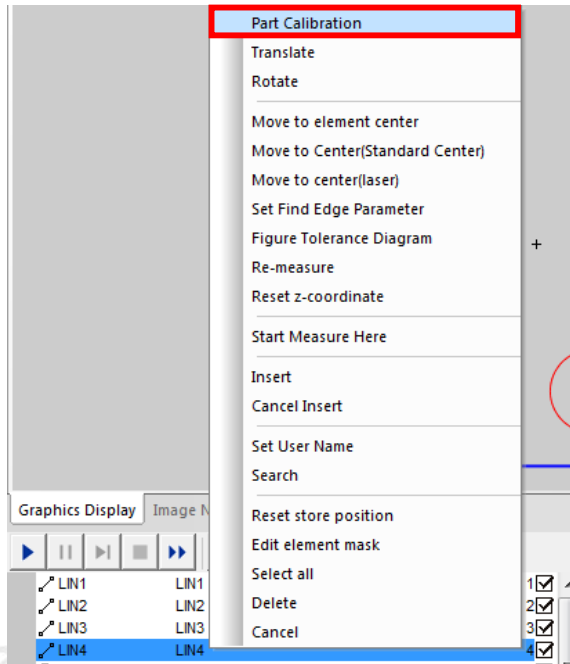 Part Calibration
Translate
Rotate
Move to element center
Move to Center(Standard Center)
Move to center(laser)
Set Find Edge Parameter
Figure Tolerance Diagram
Re-measure
Reset z-coordinate
Start Measure Here
Insert
Cancel Insert
Set User Name
Search
Reset store position
Edit element mask
Select all
Delete
Cancel
Graphics Display Image N
LIN1 LIN1 1
LIN2 LIN2 2
LIN3 LIN3 3
LIN4 LIN4 4